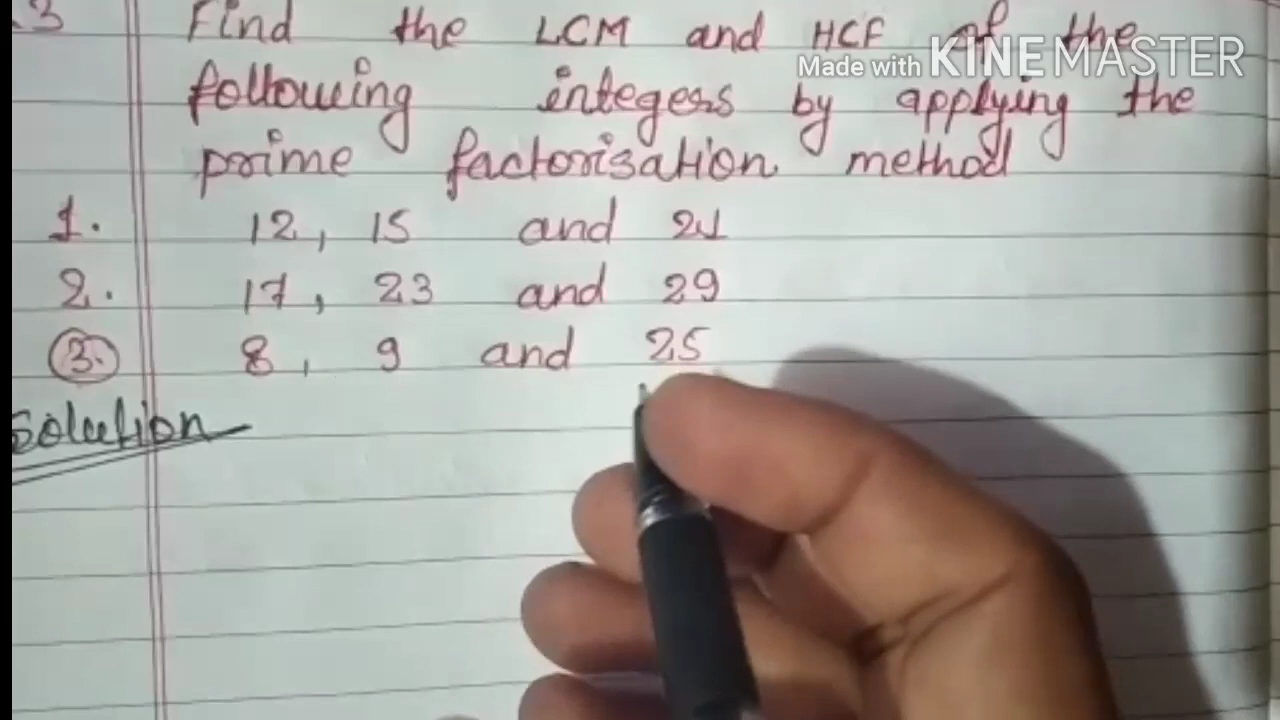 .3 Find the LCM and HCF of the
Made with KINEMASTER
following integers by applying the
prime factorisation method
1. 12, 15 and 21
2. 17, 23 and 29
3. 8, 9 and 25
Solution